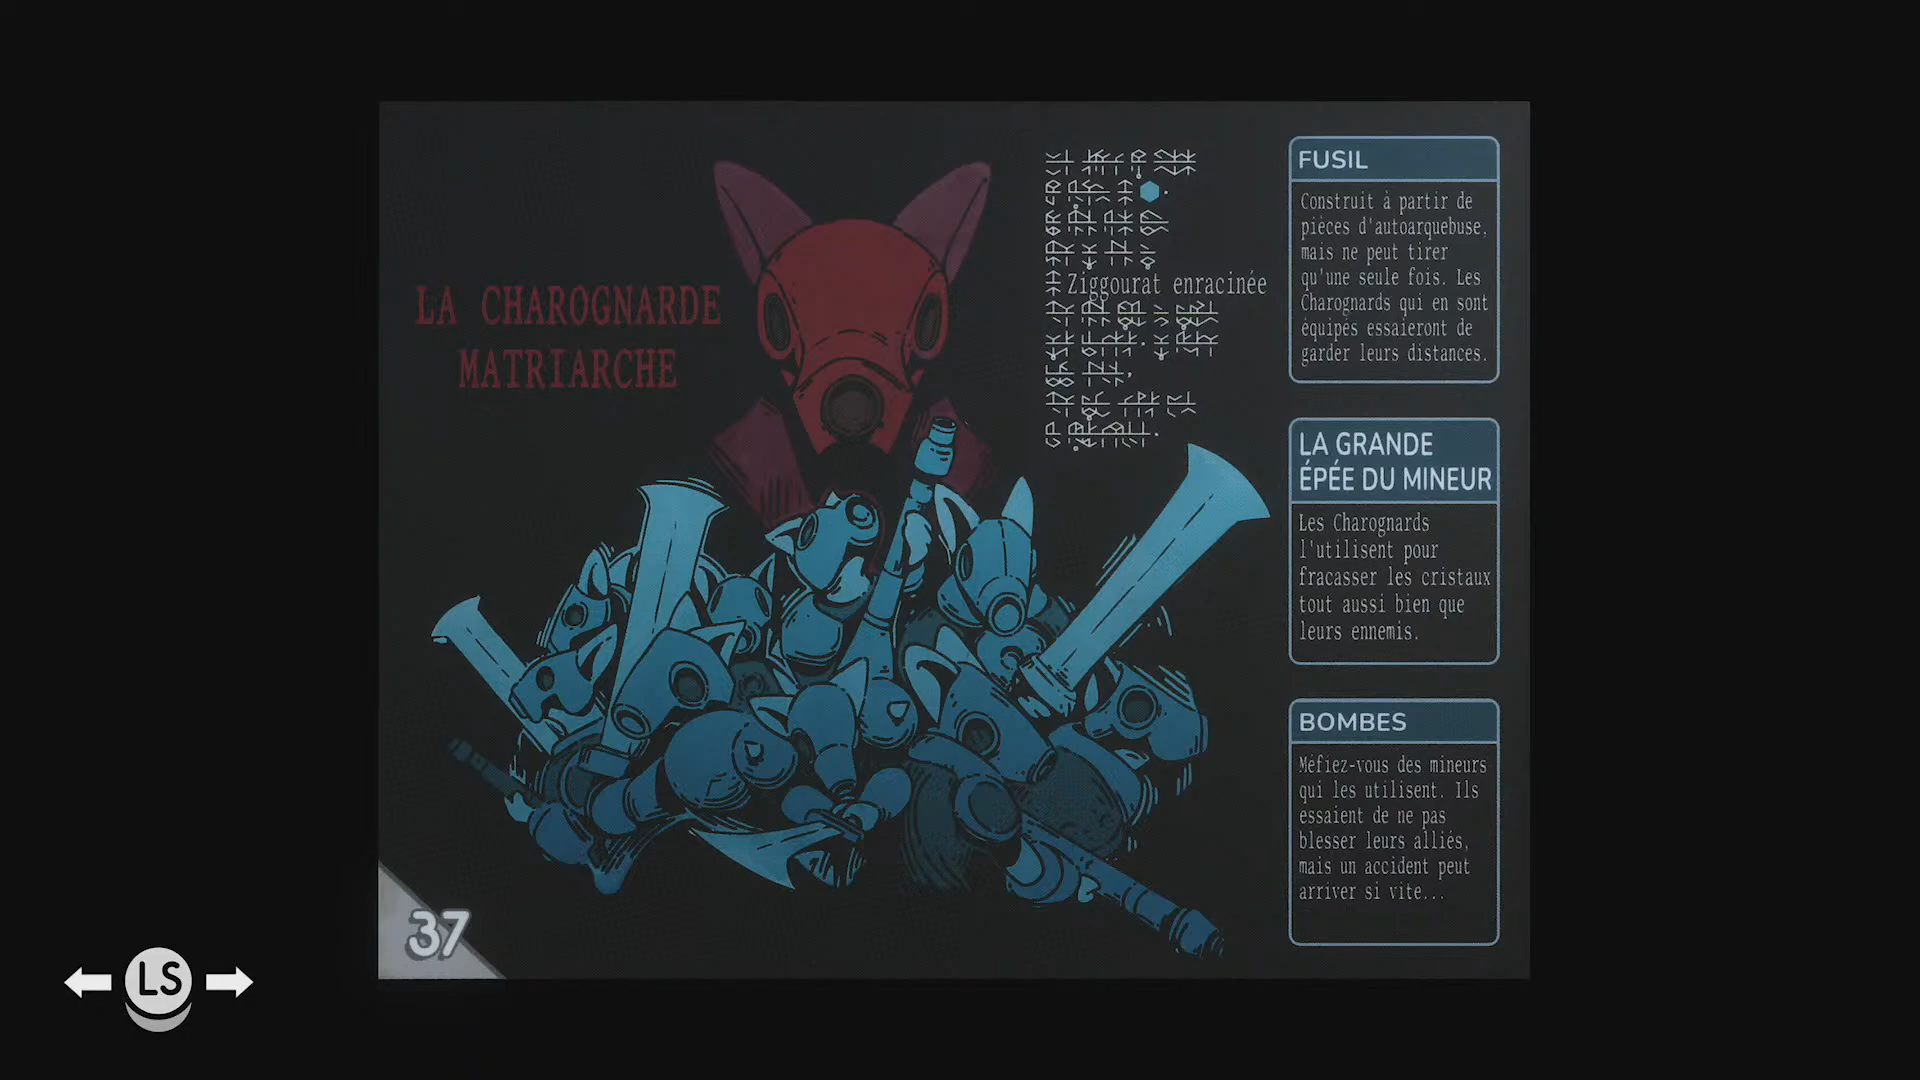 LA CHAROGNARDE
MATRIARCHE
Ziggourat enracinée
FUSIL
Construit à partir de
pièces d'autoarquebuse,
mais ne peut tirer
qu'une seule fois. Les
Charognards qui en sont
équipés essaieront de
garder leurs distances.
LA GRANDE
ÉPÉE DU MINEUR
Les Charognards
l'utilisent pour
fracasser les cristaux
tout aussi bien que
leurs ennemis.
BOMBES
Méfiez-vous des mineurs
qui les utilisent. Ils
essaient de ne pas
blesser leurs alliés,
mais un accident peut
arriver si vite...
37
LS